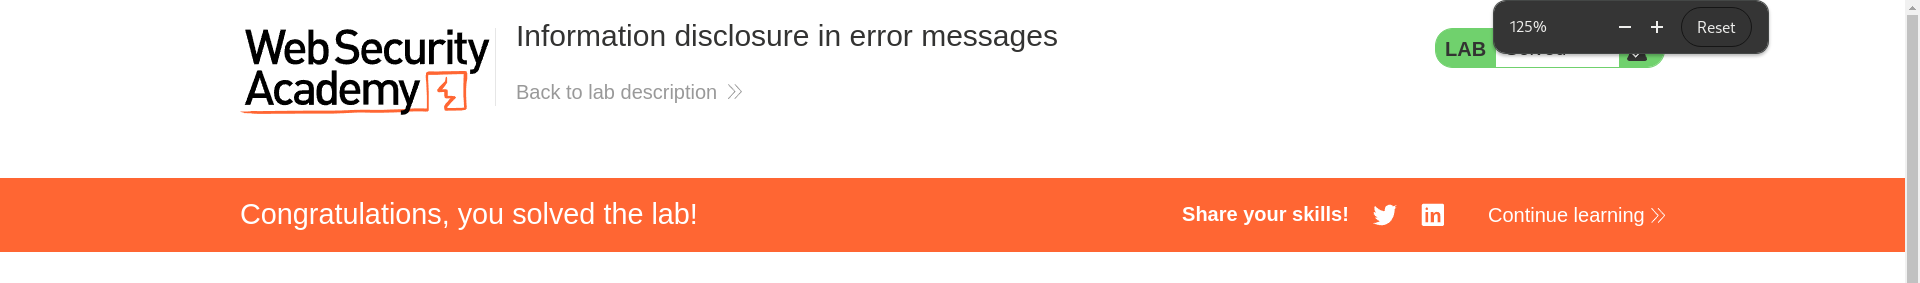 Web Security
Academy
Information disclosure in error messages
Back to lab description
LAB
125%
Reset
Congratulations, you solved the lab!
Share your skills!
Continue learning